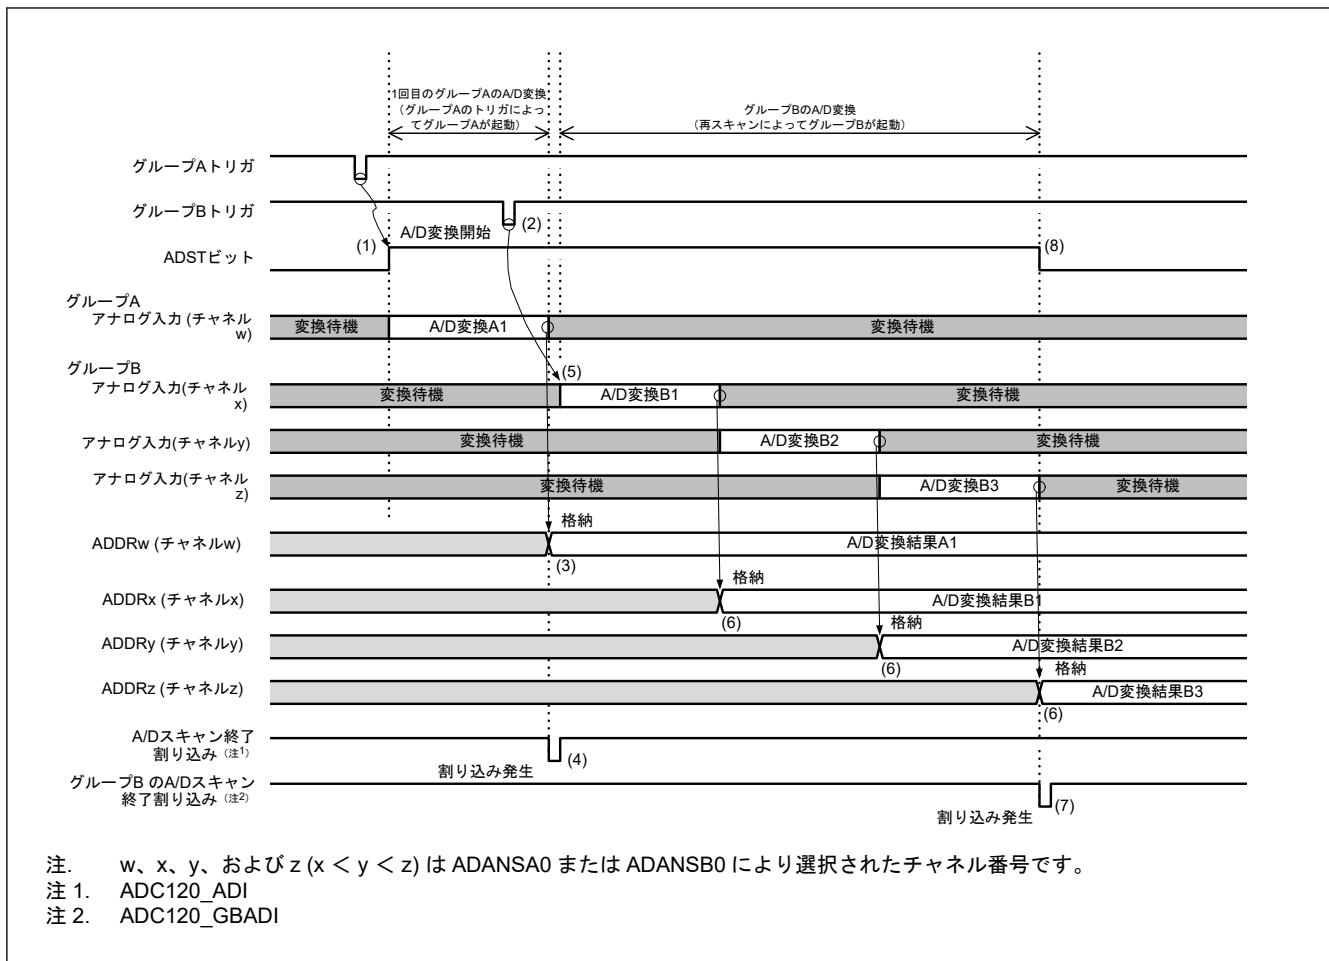 1回目のグループAのA/D変換
（グループAのトリガによっ
てグループAが起動）
グループBのA/D変換
（再スキャンによってグループBが起動）
グループAトリガ
グループBトリガ
(2)
A/D変換開始
(1)
(8)
ADSTビット
グループA
アナログ入力 (チャネル
w)
変換待機
A/D変換A1
変換待機
グループB
アナログ入力(チャネル
x)
(5)
変換待機
A/D変換B1
変換待機
アナログ入力(チャネルy)
変換待機
A/D変換B2
変換待機
アナログ入力(チャネル
z)
変換待機
A/D変換B3
変換待機
格納
ADDRw (チャネルw)
A/D変換結果A1
(3)
格納
ADDRx (チャネルx)
A/D変換結果B1
(6)
格納
ADDRy (チャネルy)
A/D変換結果B2
(6)
格納
ADDRz (チャネルz)
A/D変換結果B3
(6)
A/Dスキャン終了
割り込み（注1）
(4)
割り込み発生
グループB のA/Dスキャン
終了割り込み（注2）
(7)
割り込み発生
注. w、x、y、および z (x ＜ y ＜ z) は ADANSA0 または ADANSB0 により選択されたチャネル番号です。
注 1. ADC120_ADI
注 2. ADC120_GBADI